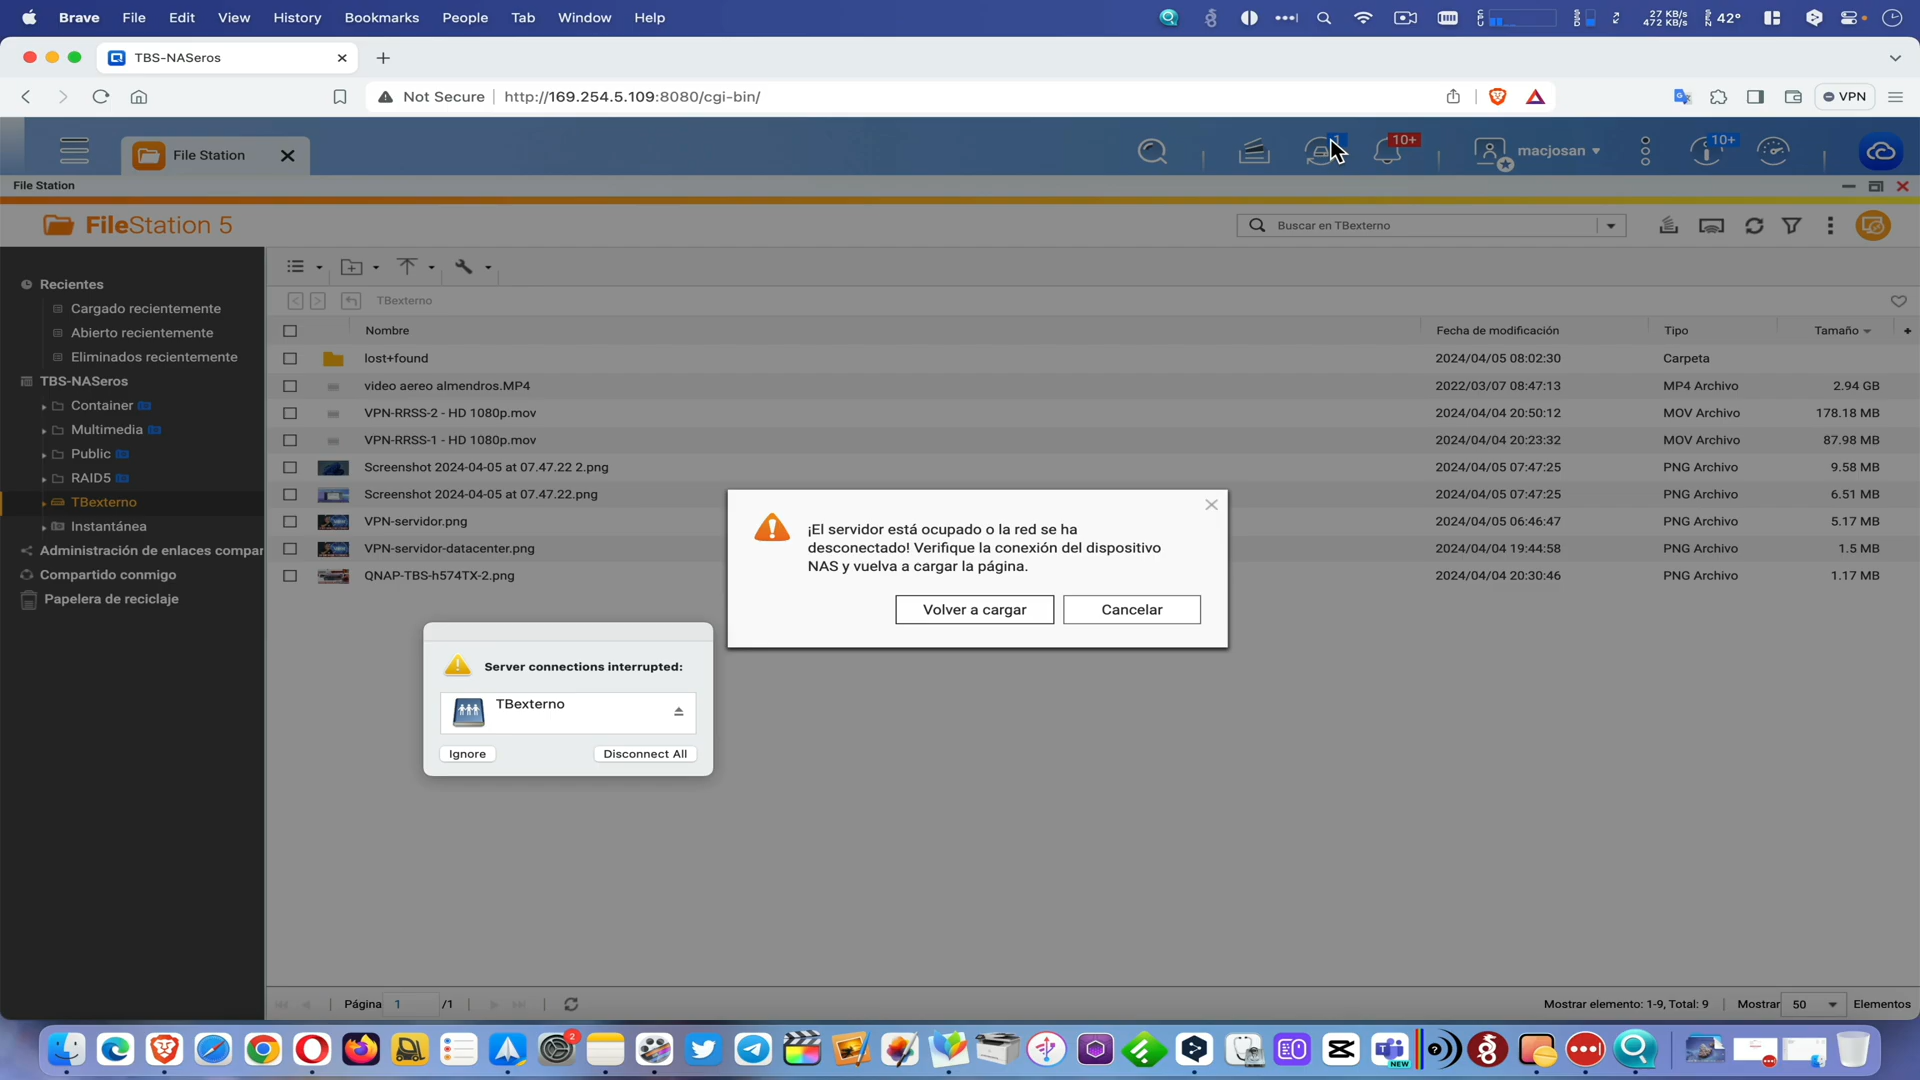 Brave File Edit View History Bookmarks People Tab Window Help 27 KB/s 472 KB/s 42°
TBS-NASeros
Not Secure http://169.254.5.109:8080/cgi-bin/ VPN
File Station 1 10+ macjosan 10+
File Station
FileStation 5 Buscar en TBexterno
Recientes
Cargado recientemente
Abierto recientemente
Eliminados recientemente
TBS-NASeros
Container
Multimedia
Public
RAID5
TBexterno
Instantánea
Administración de enlaces compar
Compartido conmigo
Papelera de reciclaje
TBexterno
Nombre Fecha de modificación Tipo Tamaño
lost+found 2024/04/05 08:02:30 Carpeta
video aereo almendros.MP4 2022/03/07 08:47:13 MP4 Archivo 2.94 GB
VPN-RRSS-2 - HD 1080p.mov 2024/04/04 20:50:12 MOV Archivo 178.18 MB
VPN-RRSS-1 - HD 1080p.mov 2024/04/04 20:23:32 MOV Archivo 87.98 MB
Screenshot 2024-04-05 at 07.47.22 2.png 2024/04/05 07:47:25 PNG Archivo 9.58 MB
Screenshot 2024-04-05 at 07.47.22.png 2024/04/05 07:47:25 PNG Archivo 6.51 MB
VPN-servidor.png 2024/04/05 06:46:47 PNG Archivo 5.17 MB
VPN-servidor-datacenter.png 2024/04/04 19:44:58 PNG Archivo 1.5 MB
QNAP-TBS-h574TX-2.png 2024/04/04 20:30:46 PNG Archivo 1.17 MB
¡El servidor está ocupado o la red se ha
desconectado! Verifique la conexión del dispositivo
NAS y vuelva a cargar la página.
Volver a cargar Cancelar
Server connections interrupted:
TBexterno
Ignore Disconnect All
Página 1 /1 Mostrar elemento: 1-9, Total: 9 Mostrar 50 Elementos
2
NEW